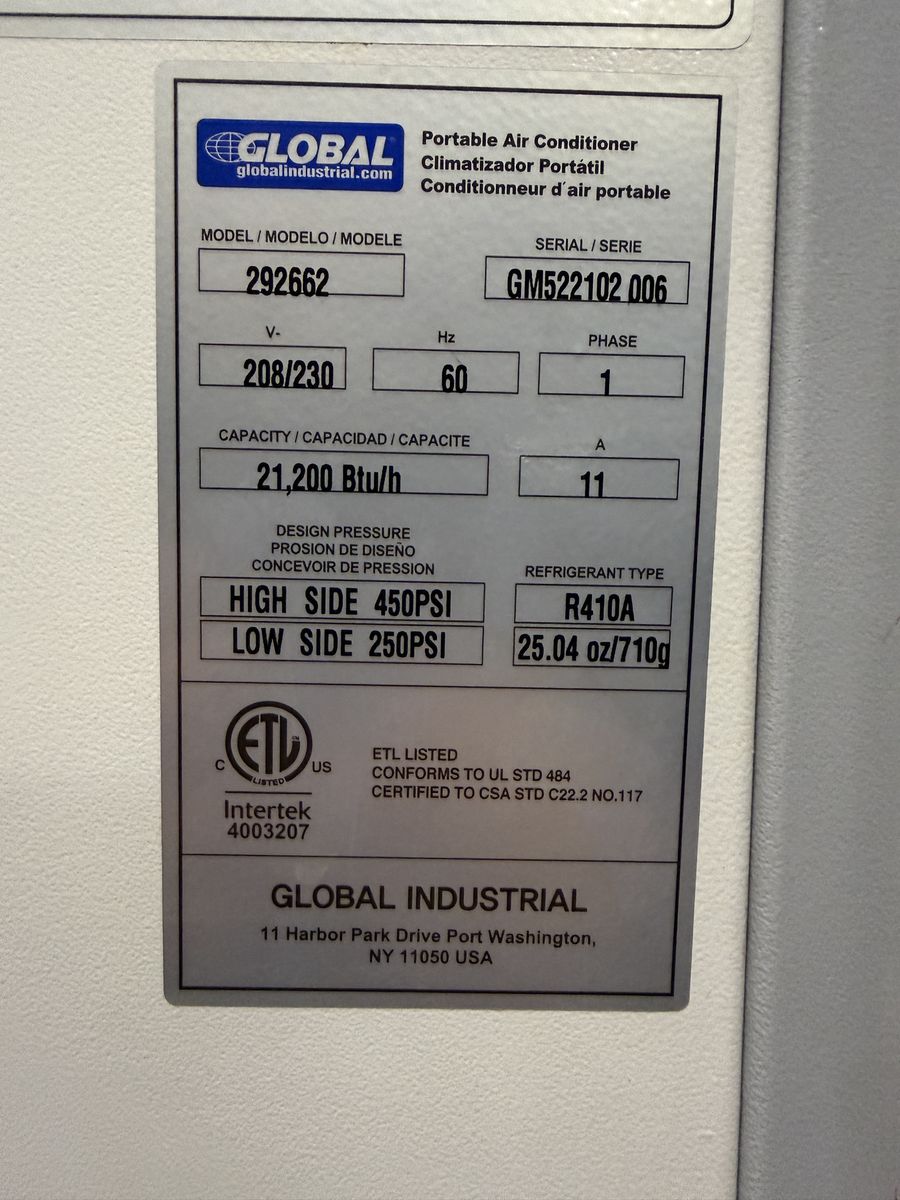 GLOBAL
globalindustrial.com
Portable Air Conditioner
Climatizador Portátil
Conditionneur d´air portable
MODEL / MODELO / MODELE
292662
SERIAL / SERIE
GM522102 006
V-
208/230
Hz
60
PHASE
1
CAPACITY / CAPACIDAD / CAPACITE
21,200 Btu/h
A
11
DESIGN PRESSURE
PROSION DE DISEÑO
CONCEVOIR DE PRESSION
HIGH SIDE 450PSI
LOW SIDE 250PSI
REFRIGERANT TYPE
R410A
25.04 oz/710g
C ETL US
LISTED
Intertek
4003207
ETL LISTED
CONFORMS TO UL STD 484
CERTIFIED TO CSA STD C22.2 NO.117
GLOBAL INDUSTRIAL
11 Harbor Park Drive Port Washington,
NY 11050 USA